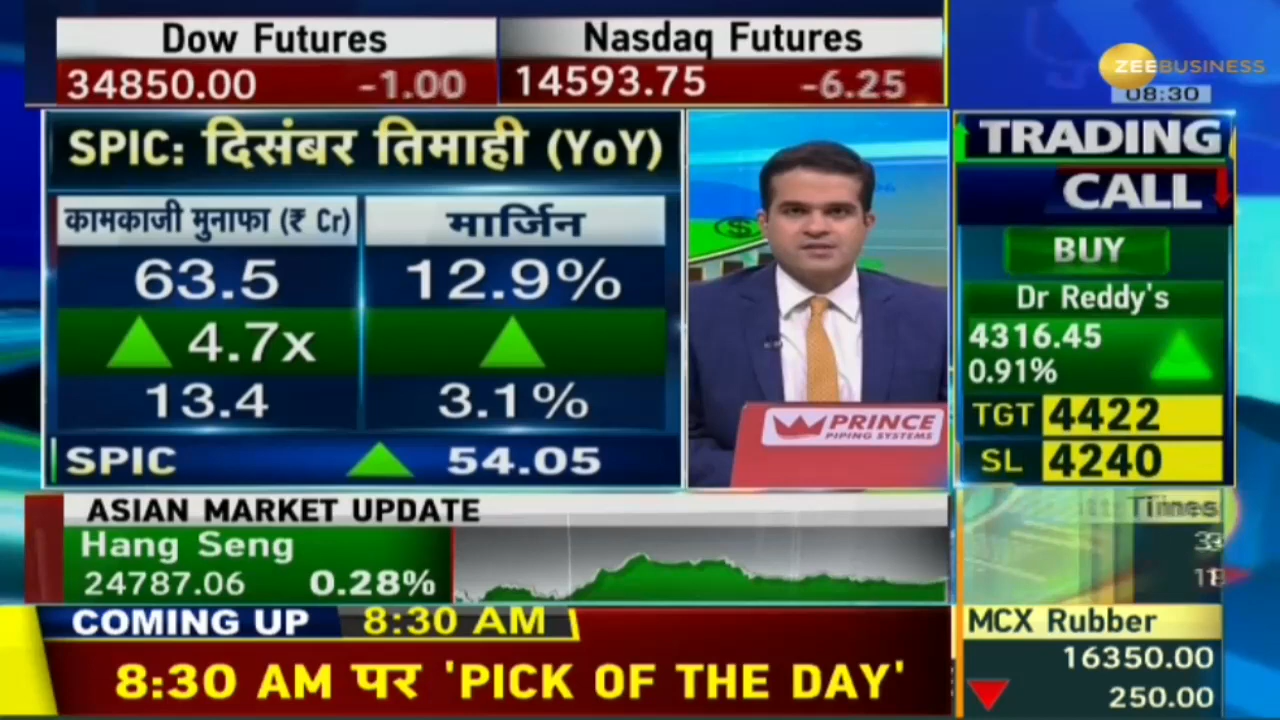 Dow Futures
34850.00 -1.00
Nasdaq Futures
14593.75 -6.25
ZEEBUSINESS
08:30
SPIC: दिसंबर तिमाही (YoY)
कामकाजी मुनाफा (₹ Cr)
मार्जिन
63.5
12.9%
4.7x
13.4
3.1%
SPIC 54.05
PRINCE
PIPING SYSTEMS
TRADING
CALL
BUY
Dr Reddy's
4316.45
0.91%
TGT 4422
SL 4240
ASIAN MARKET UPDATE
Hang Seng
24787.06 0.28%
Times
MCX Rubber
16350.00
250.00
COMING UP 8:30 AM
8:30 AM पर 'PICK OF THE DAY'